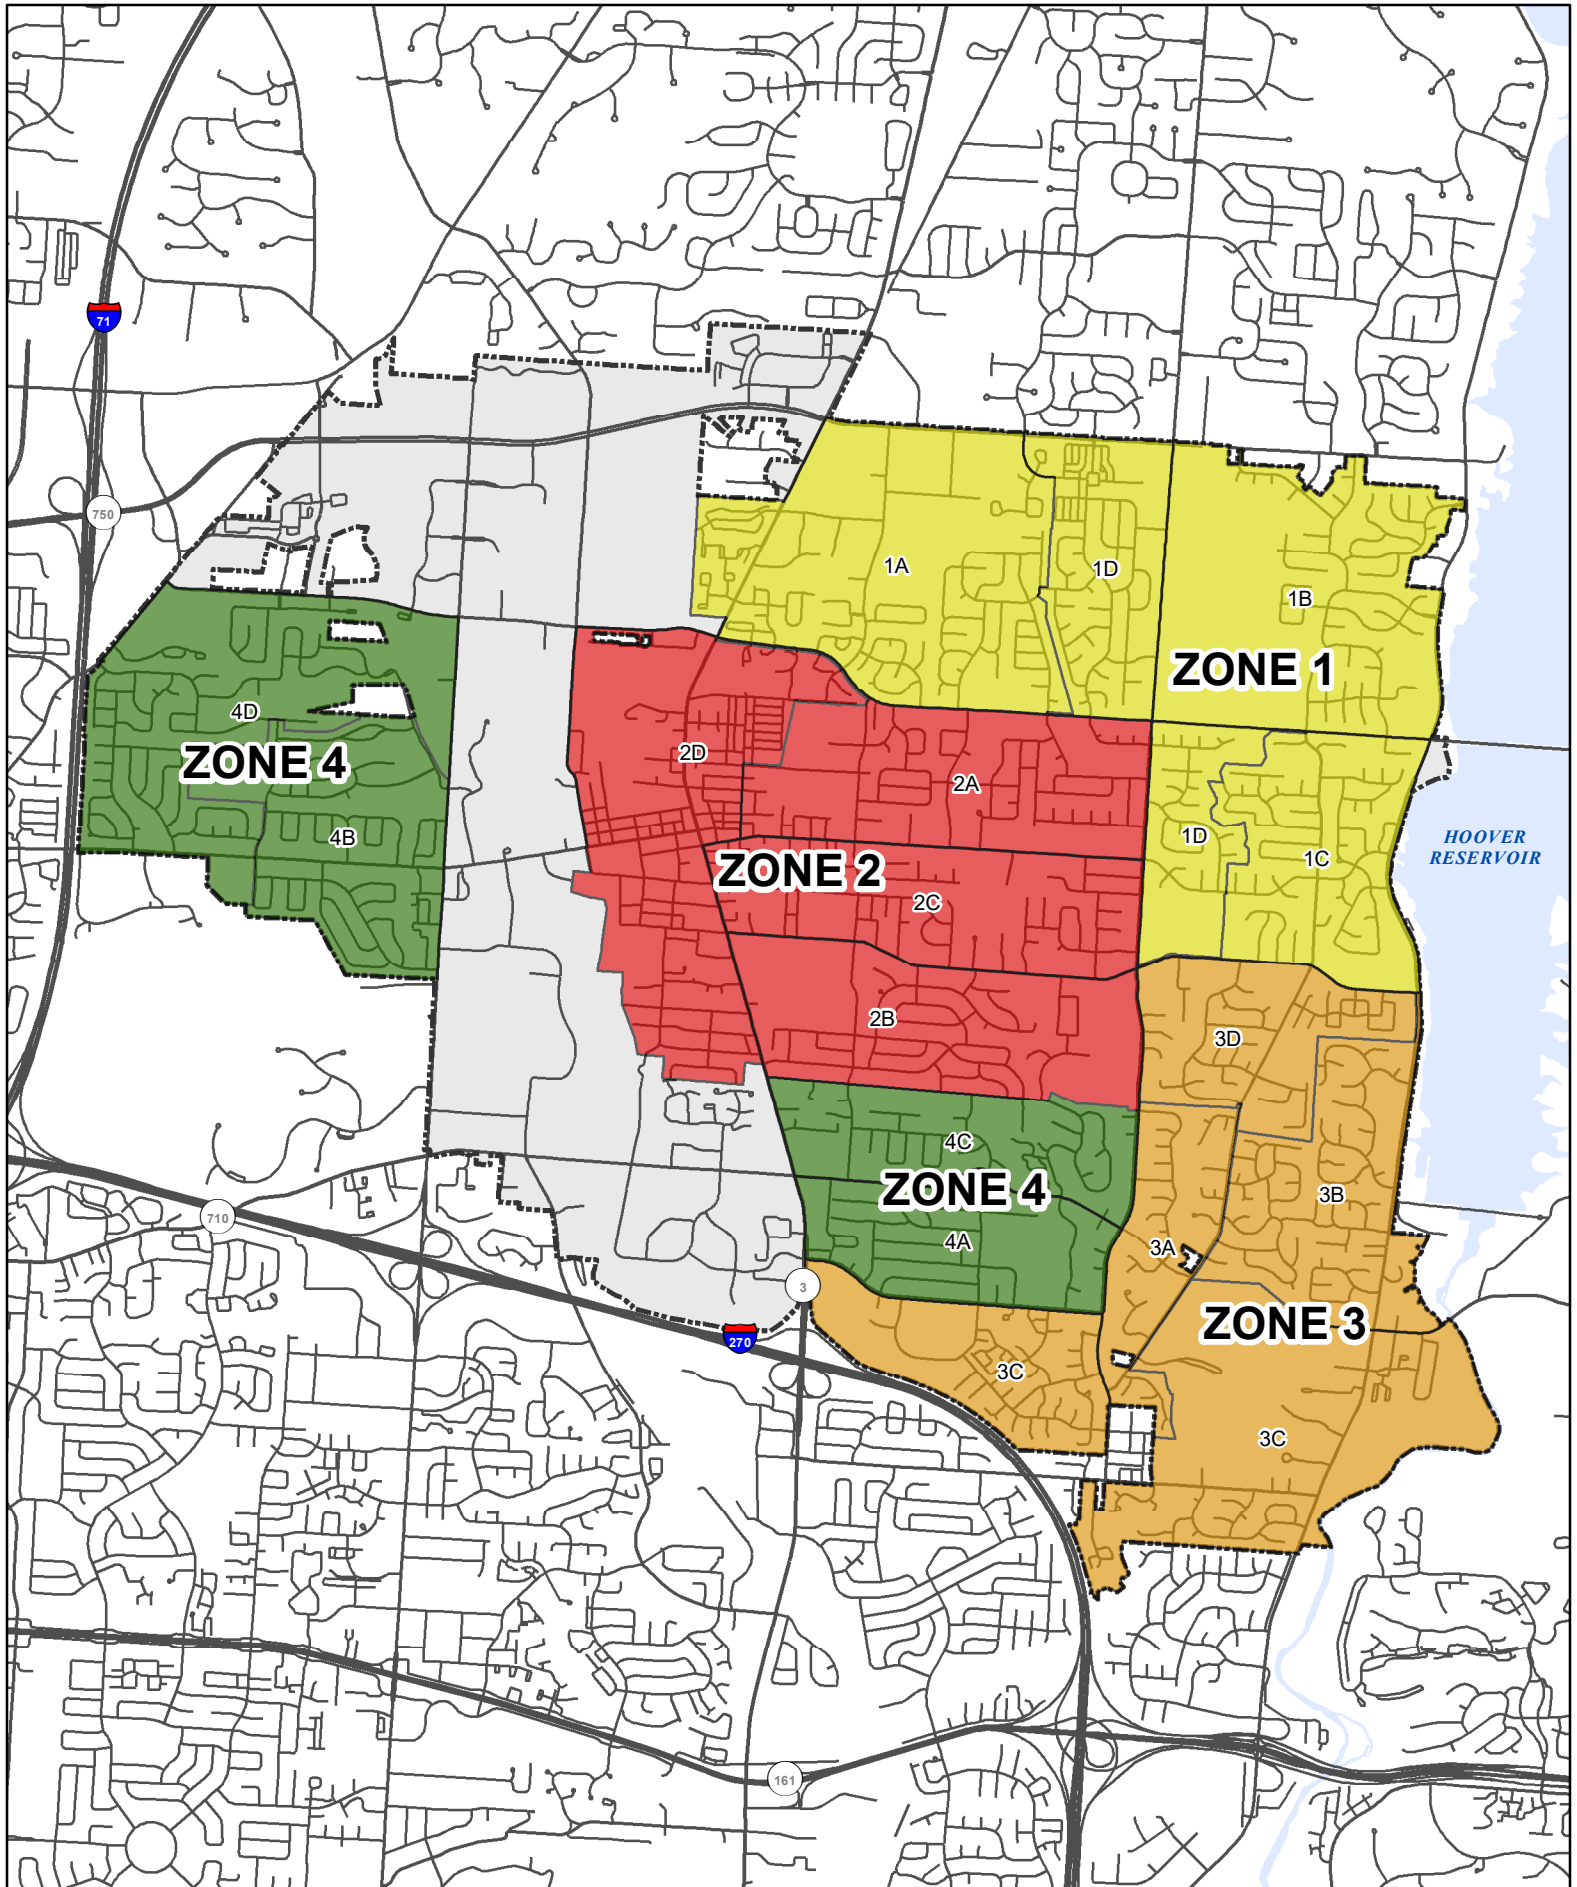 71
750
1A
1D
1B
ZONE 1
4D
ZONE 4
2D
2A
1D
HOOVER
RESERVOIR
4B
ZONE 2
1C
2C
2B
3D
4C
ZONE 4
3B
710
4A
3A
3
ZONE 3
270
3C
3C
161